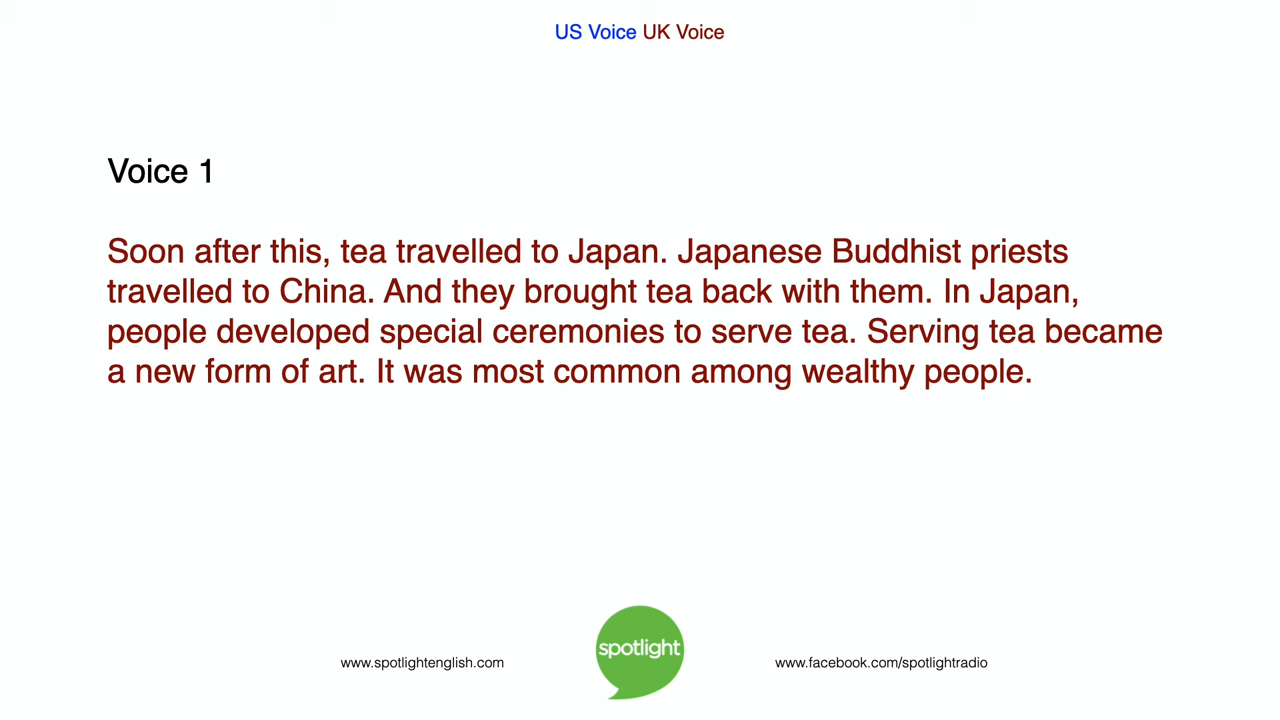 US Voice UK Voice
Voice 1
Soon after this, tea travelled to Japan. Japanese Buddhist priests
travelled to China. And they brought tea back with them. In Japan,
people developed special ceremonies to serve tea. Serving tea became
a new form of art. It was most common among wealthy people.
spotlight
www.spotlightenglish.com
www.facebook.com/spotlightradio